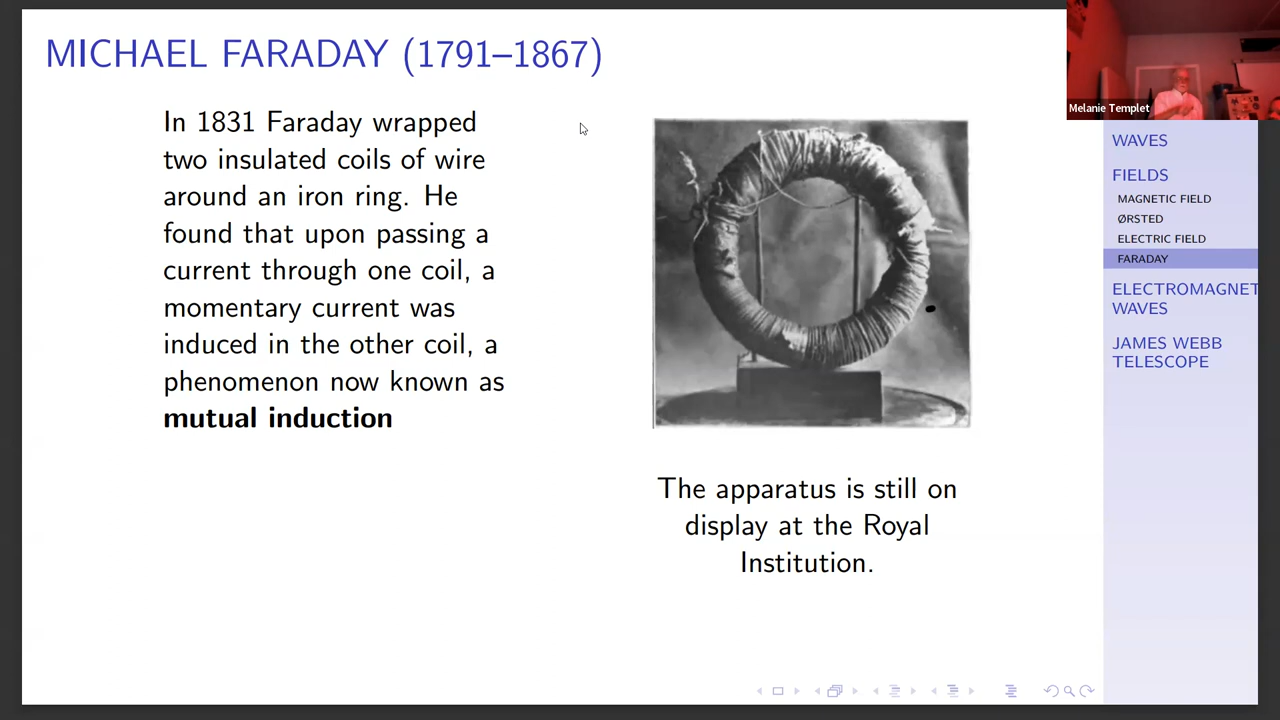 MICHAEL FARADAY (1791–1867)
In 1831 Faraday wrapped
two insulated coils of wire
around an iron ring. He
found that upon passing a
current through one coil, a
momentary current was
induced in the other coil, a
phenomenon now known as
mutual induction
The apparatus is still on
display at the Royal
Institution.
Melanie Templet
WAVES
FIELDS
MAGNETIC FIELD
ØRSTED
ELECTRIC FIELD
FARADAY
ELECTROMAGNET
WAVES
JAMES WEBB
TELESCOPE